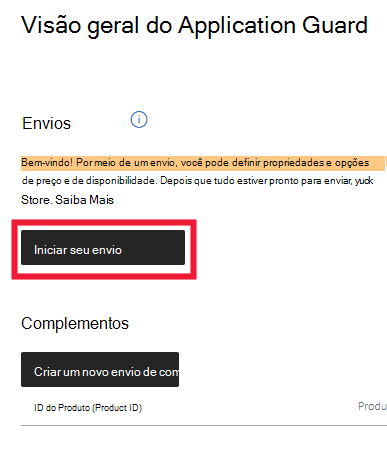 Visão geral do Application Guard
Envios
Bem-vindo! Por meio de um envio, você pode definir propriedades e opções
de preço e de disponibilidade. Depois que tudo estiver pronto para enviar, yuck
Store. Saiba Mais
Iniciar seu envio
Complementos
Criar um novo envio de com
ID do Produto (Product ID) Produ